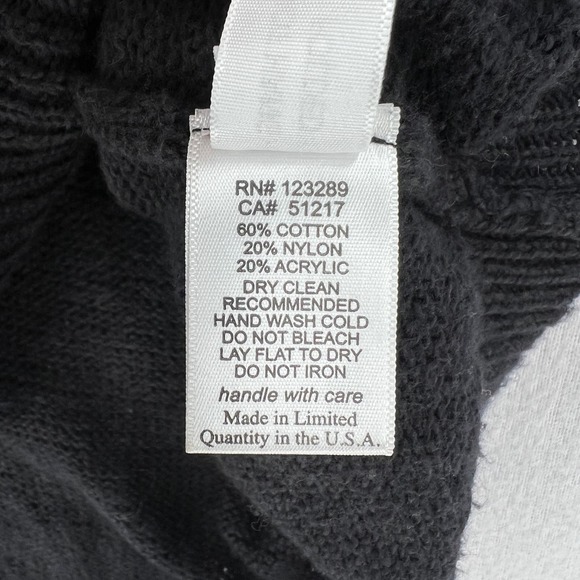 RN# 123289
CA# 51217
60% COTTON
20% NYLON
20% ACRYLIC
DRY CLEAN
RECOMMENDED
HAND WASH COLD
DO NOT BLEACH
LAY FLAT TO DRY
DO NOT IRON
handle with care
Made in Limited
Quantity in the U.S.A.